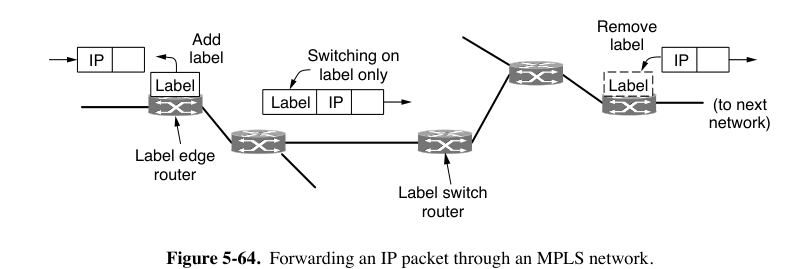 IP
Add
label
Label
Label edge
router
Switching on
label only
Label IP
Label switch
router
Remove
label
Label
IP
(to next
network)
Figure 5-64. Forwarding an IP packet through an MPLS network.